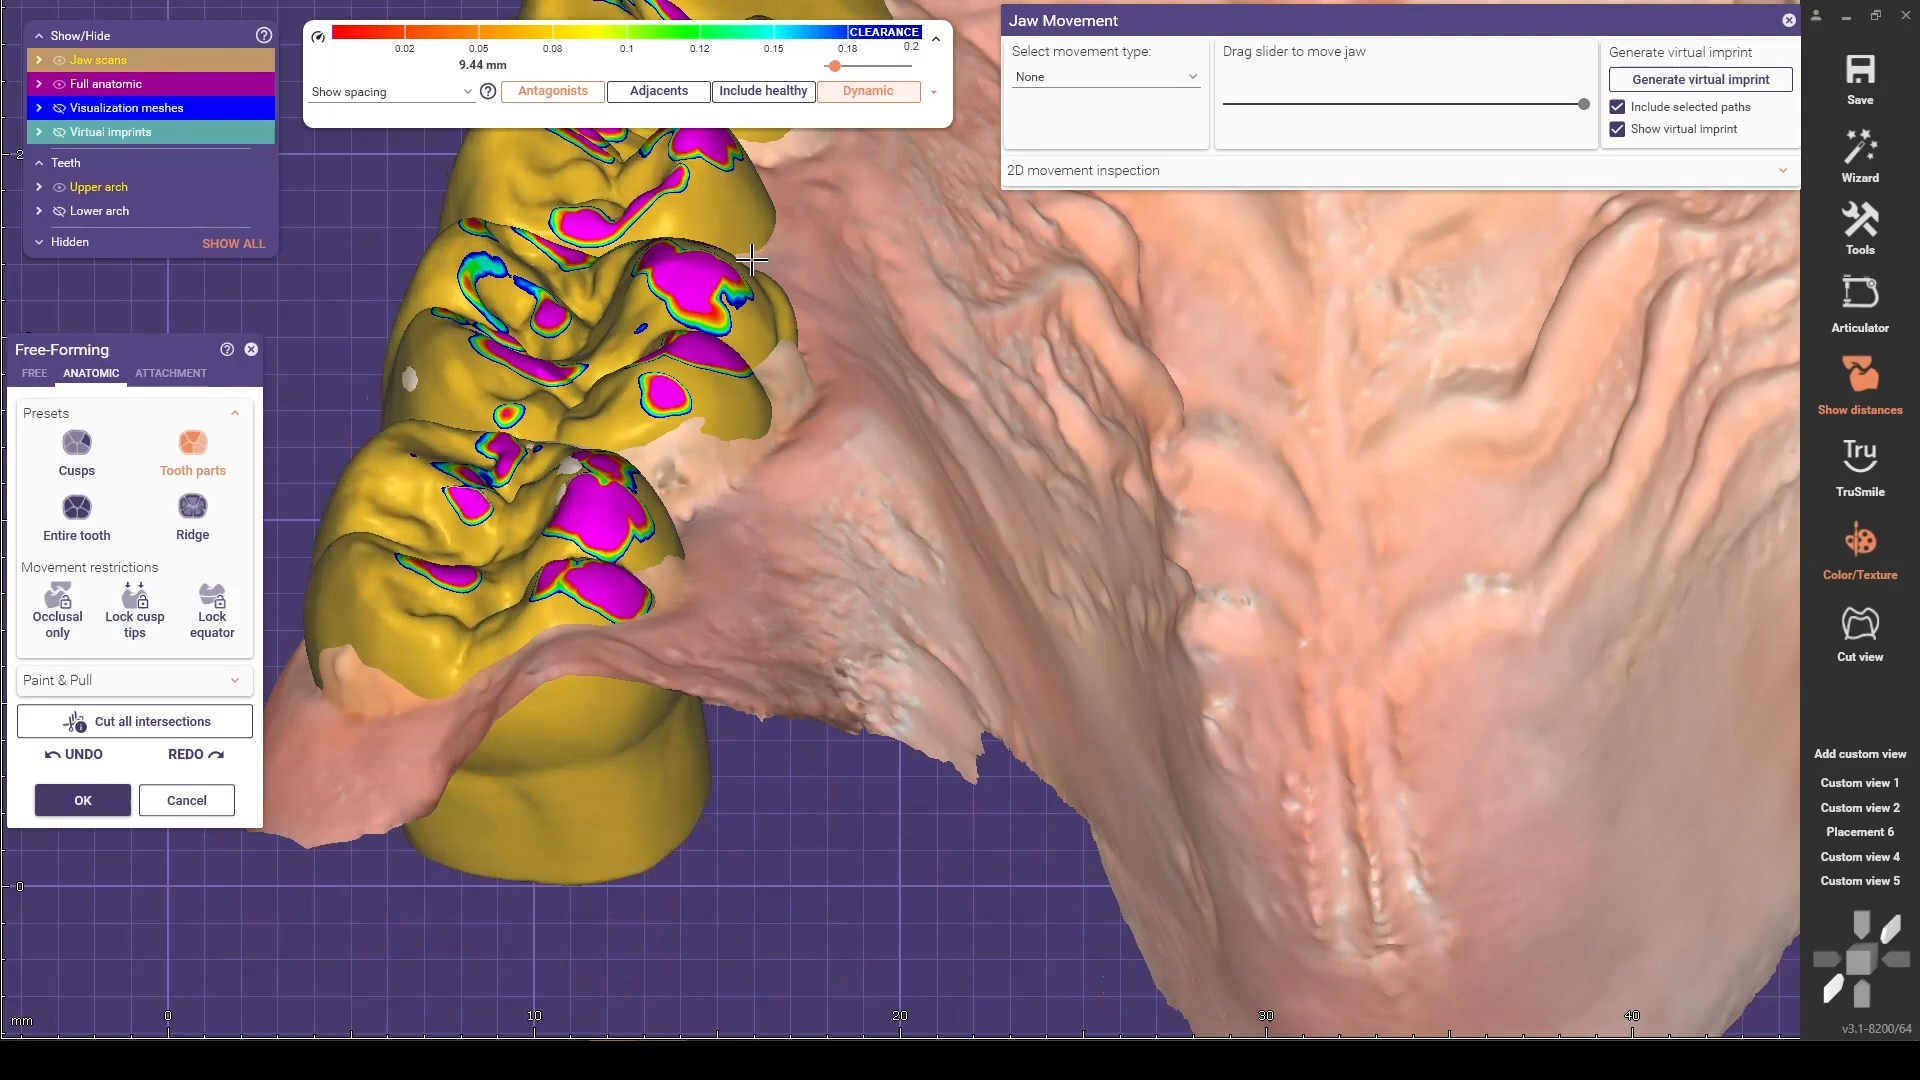 Show/Hide
Jaw scans
Full anatomic
Visualization meshes
Virtual imprints
Teeth
Upper arch
Lower arch
Hidden
SHOW ALL
CLEARANCE
0.02 0.05 0.08 0.1 0.12 0.15 0.18 0.2
9.44 mm
Show spacing
Antagonists
Adjacents
Include healthy
Dynamic
Jaw Movement
Select movement type:
None
Drag slider to move jaw
Generate virtual imprint
Generate virtual imprint
Include selected paths
Show virtual imprint
2D movement inspection
Free-Forming
FREE ANATOMIC ATTACHMENT
Presets
Cusps
Tooth parts
Entire tooth
Ridge
Movement restrictions
Occlusal only
Lock cusp tips
Lock equator
Paint & Pull
Cut all intersections
UNDO
REDO
OK
Cancel
Save
Wizard
Tools
Articulator
Show distances
Tru
TruSmile
Color/Texture
Cut view
Add custom view
Custom view 1
Custom view 2
Placement 6
Custom view 4
Custom view 5
v3.1-8200/64
2
0
mm 0 10 20 30 40